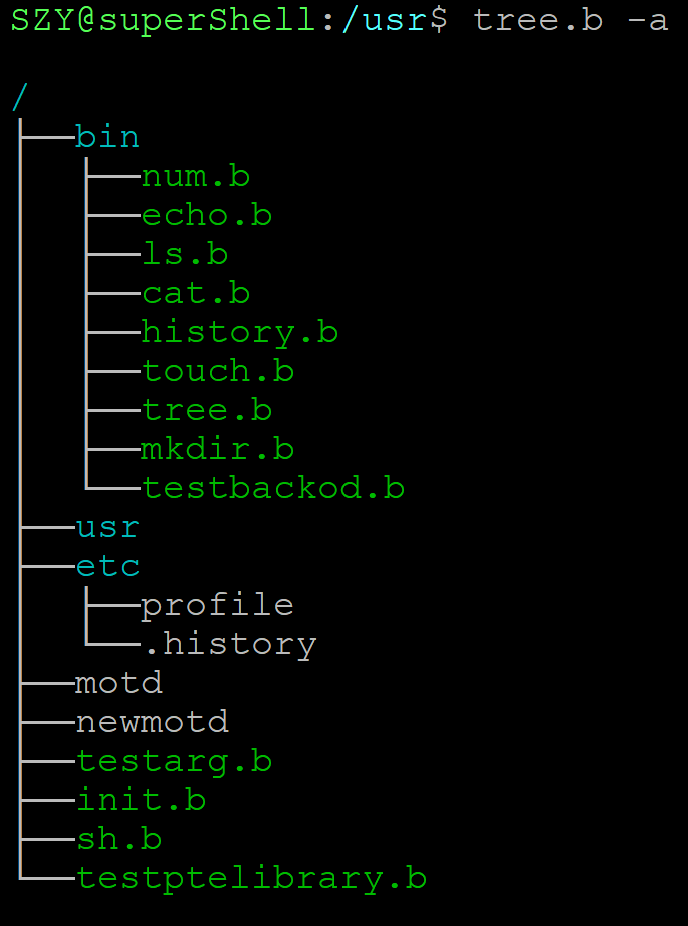 SZY@superShell:/usr$ tree.b -a
/
├──bin
│  ├──num.b
│  ├──echo.b
│  ├──ls.b
│  ├──cat.b
│  ├──history.b
│  ├──touch.b
│  ├──tree.b
│  ├──mkdir.b
│  └──testbackod.b
├──usr
├──etc
│  ├──profile
│  └──.history
├──motd
├──newmotd
├──testarg.b
├──init.b
├──sh.b
└──testptelibrary.b